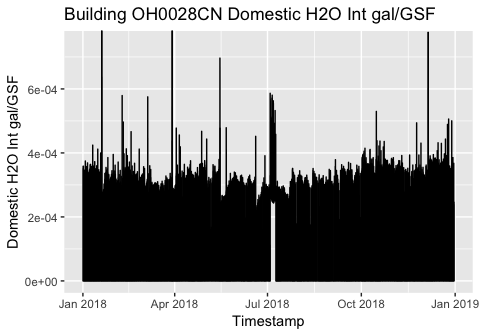 Building OH0028CN Domestic H2O Int gal/GSF
Domestic H2O Int gal/GSF
6e-04
4e-04
2e-04
0e+00
Jan 2018
Apr 2018
Jul 2018
Oct 2018
Jan 2019
Timestamp